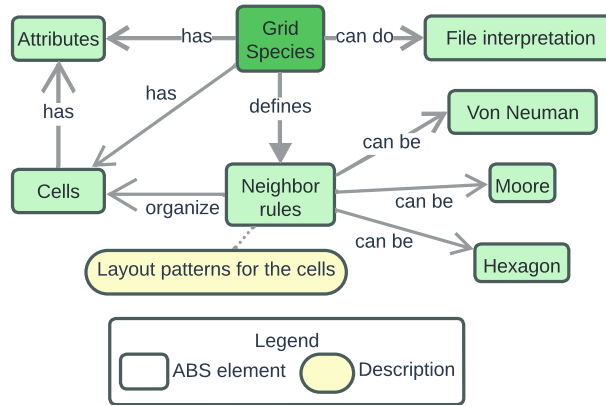 Attributes
has
Grid
Species
can do
File interpretation
has
has
defines
can be
Von Neuman
Cells
organize
Neighbor
rules
can be
Moore
can be
Hexagon
Layout patterns for the cells
Legend
ABS element
Description